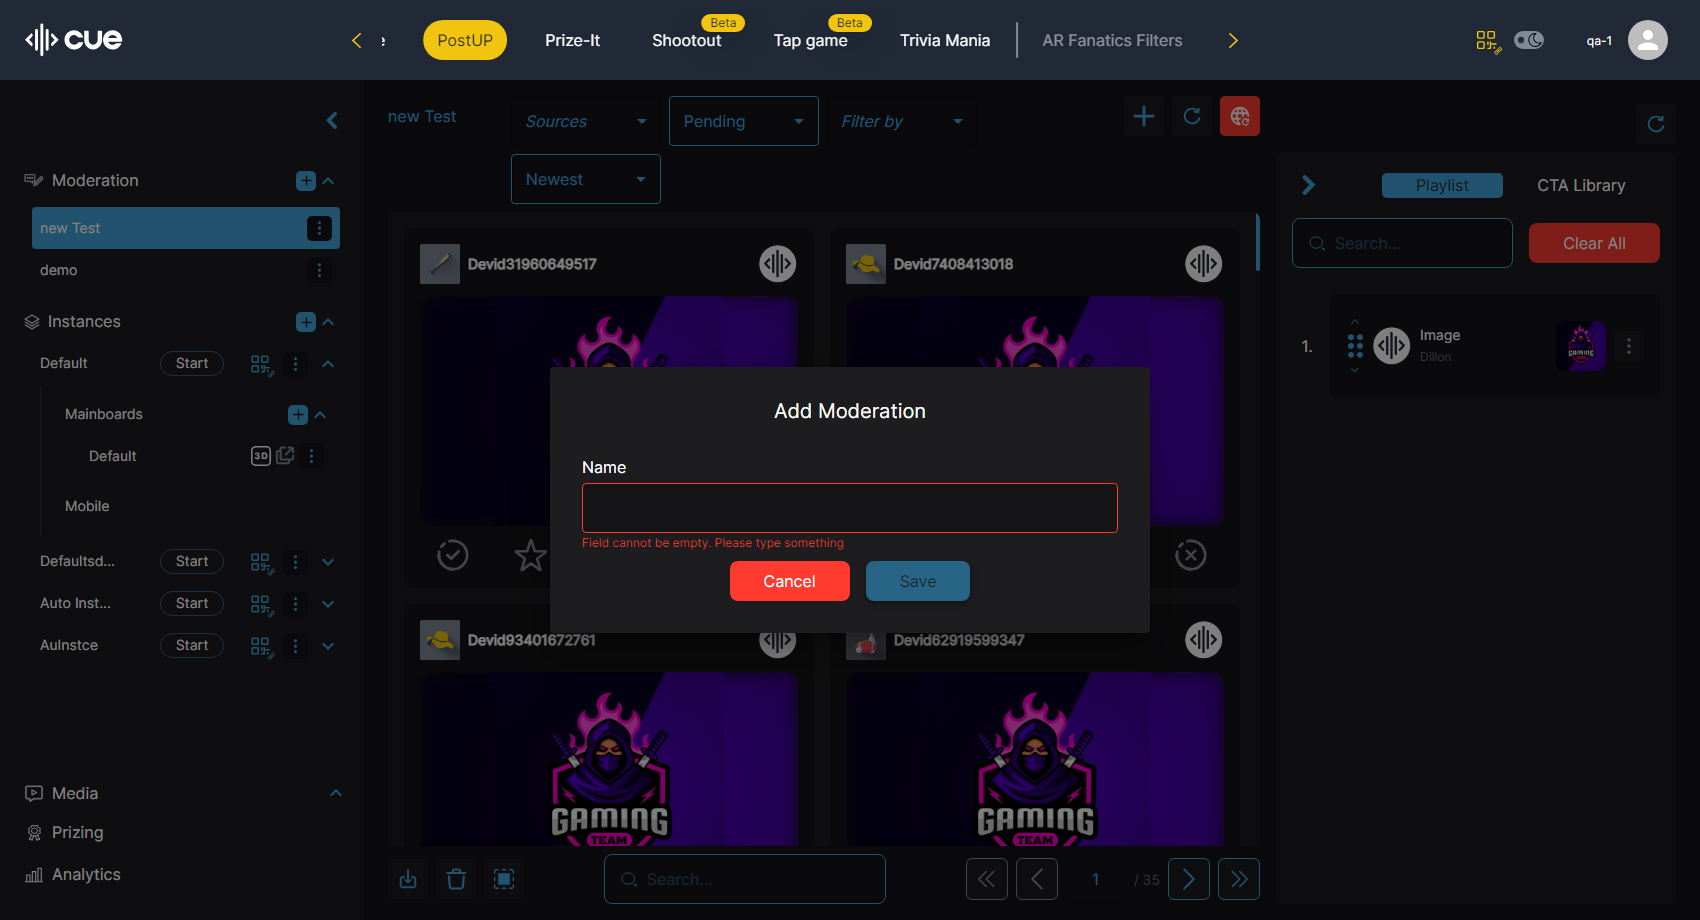 cue
e
PostUP
Prize-It
Beta
Shootout
Beta
Tap game
Trivia Mania
AR Fanatics Filters
qa-1
Moderation
new Test
demo
Instances
Default
Start
Mainboards
Default
3D
Mobile
Defaultsd...
Start
Auto Inst...
Start
AuInstce
Start
Media
Prizing
Analytics
new Test
Sources
Pending
Filter by
Newest
Devid31960649517
Devid7408413018
Add Moderation
Name
Field cannot be empty. Please type something
Cancel
Save
Devid93401672761
GAMING
TEAM
Devid62919599347
GAMING
TEAM
Search...
1
/ 35
Playlist
CTA Library
Search...
Clear All
1.
Image
Dillon
GAMING